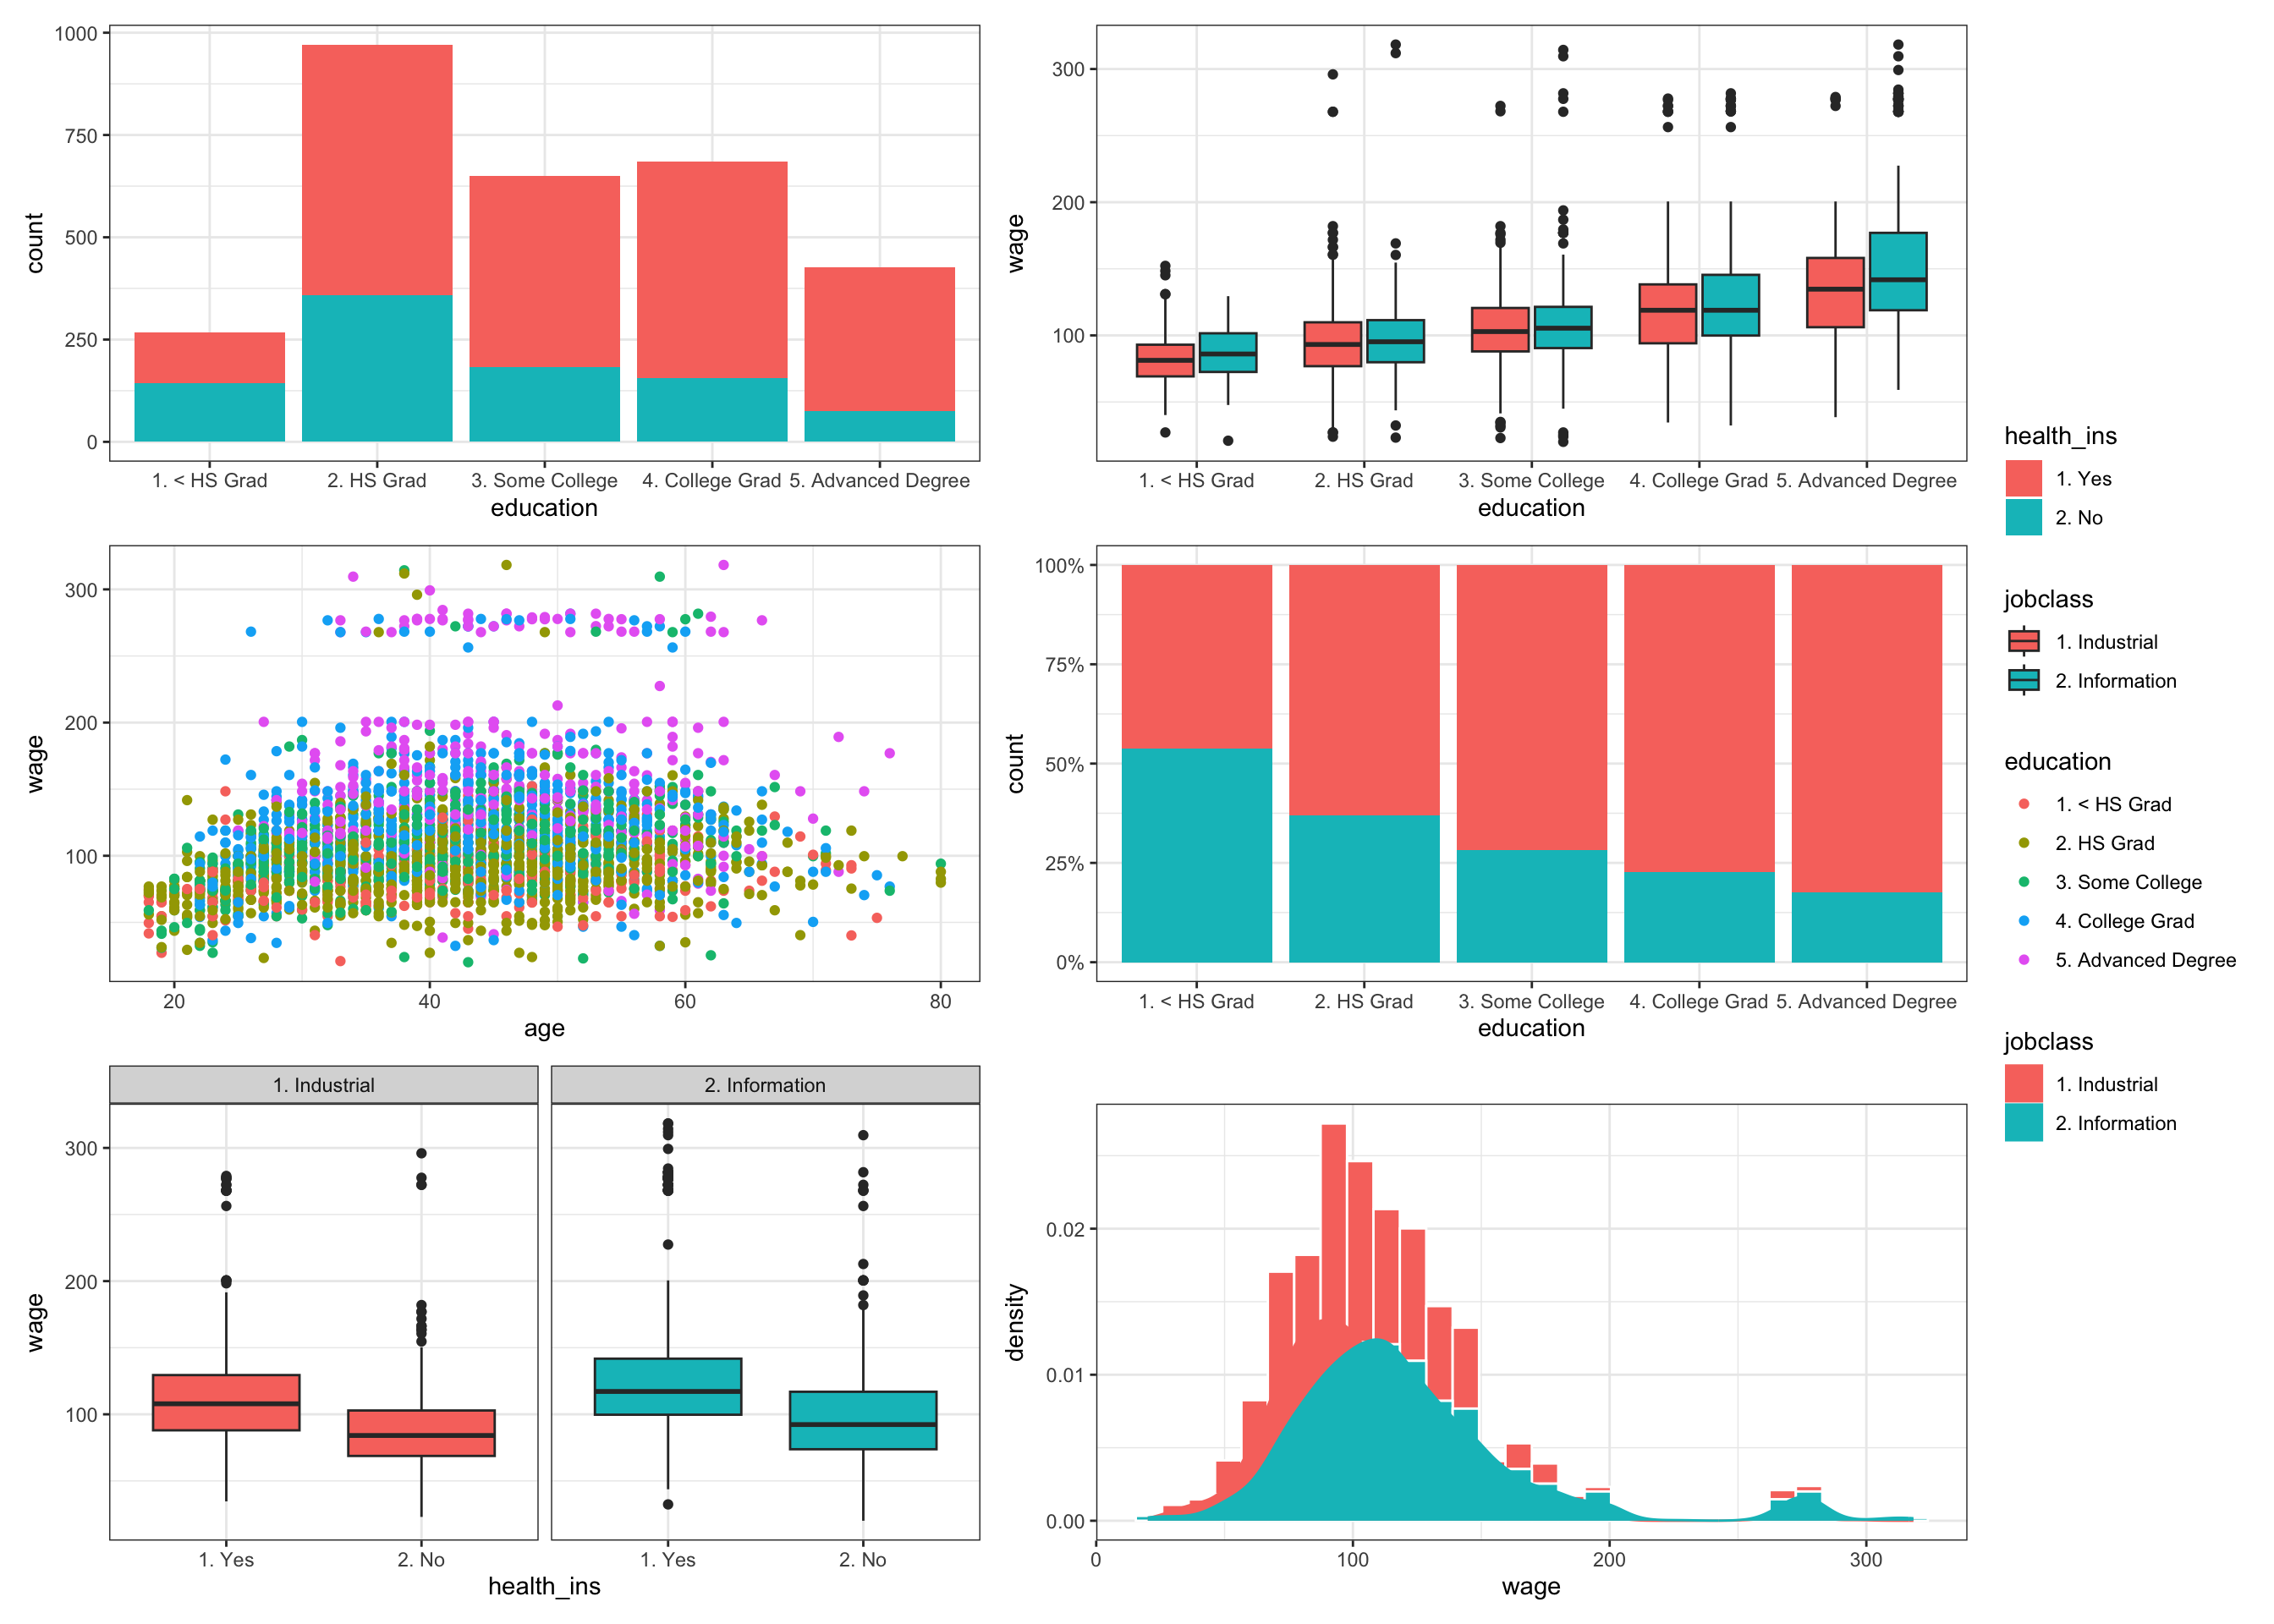 1000
750
500
250
0
count
1. < HS Grad
2. HS Grad
3. Some College
4. College Grad
5. Advanced Degree
education
300
200
100
wage
1. < HS Grad
2. HS Grad
3. Some College
4. College Grad
5. Advanced Degree
education
300
200
100
wage
20
40
60
80
age
100%
75%
50%
25%
0%
count
1. < HS Grad
2. HS Grad
3. Some College
4. College Grad
5. Advanced Degree
education
1. Industrial
2. Information
300
200
100
wage
1. Yes
2. No
1. Yes
2. No
health_ins
0.02
0.01
0.00
density
0
100
200
300
wage
health_ins
1. Yes
2. No
jobclass
1. Industrial
2. Information
education
1. < HS Grad
2. HS Grad
3. Some College
4. College Grad
5. Advanced Degree
jobclass
1. Industrial
2. Information